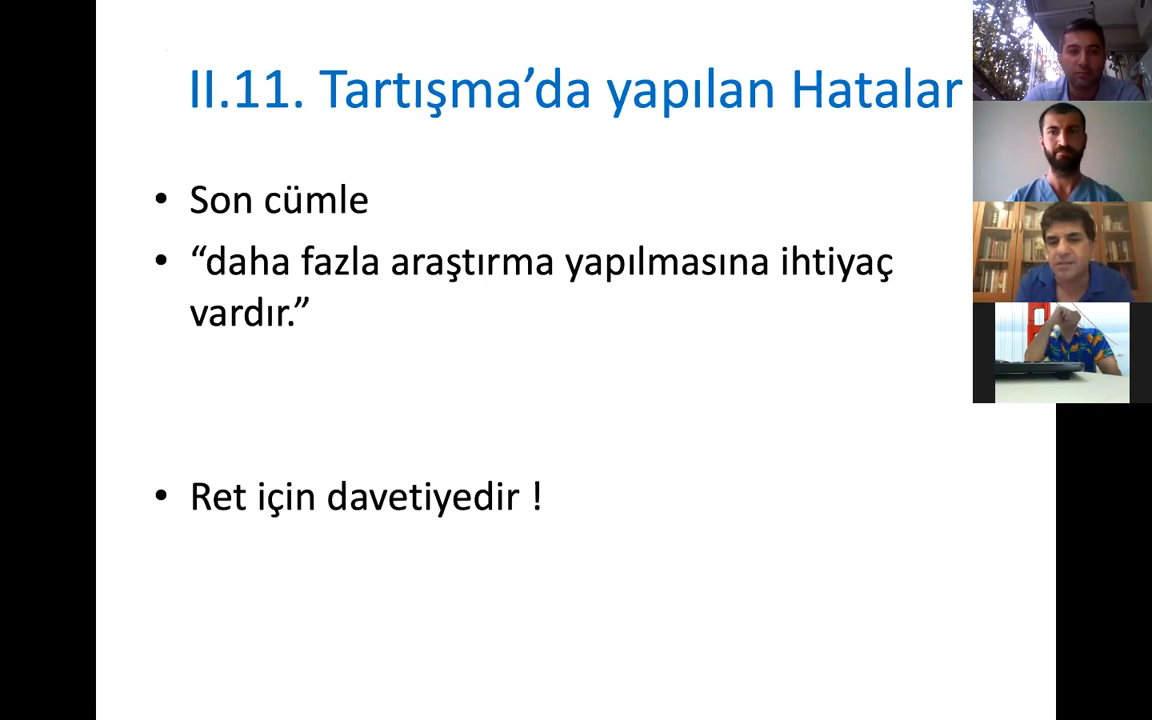 II.11. Tartışma’da yapılan Hatalar
• Son cümle
• “daha fazla araştırma yapılmasına ihtiyaç
vardır.”
• Ret için davetiyedir !